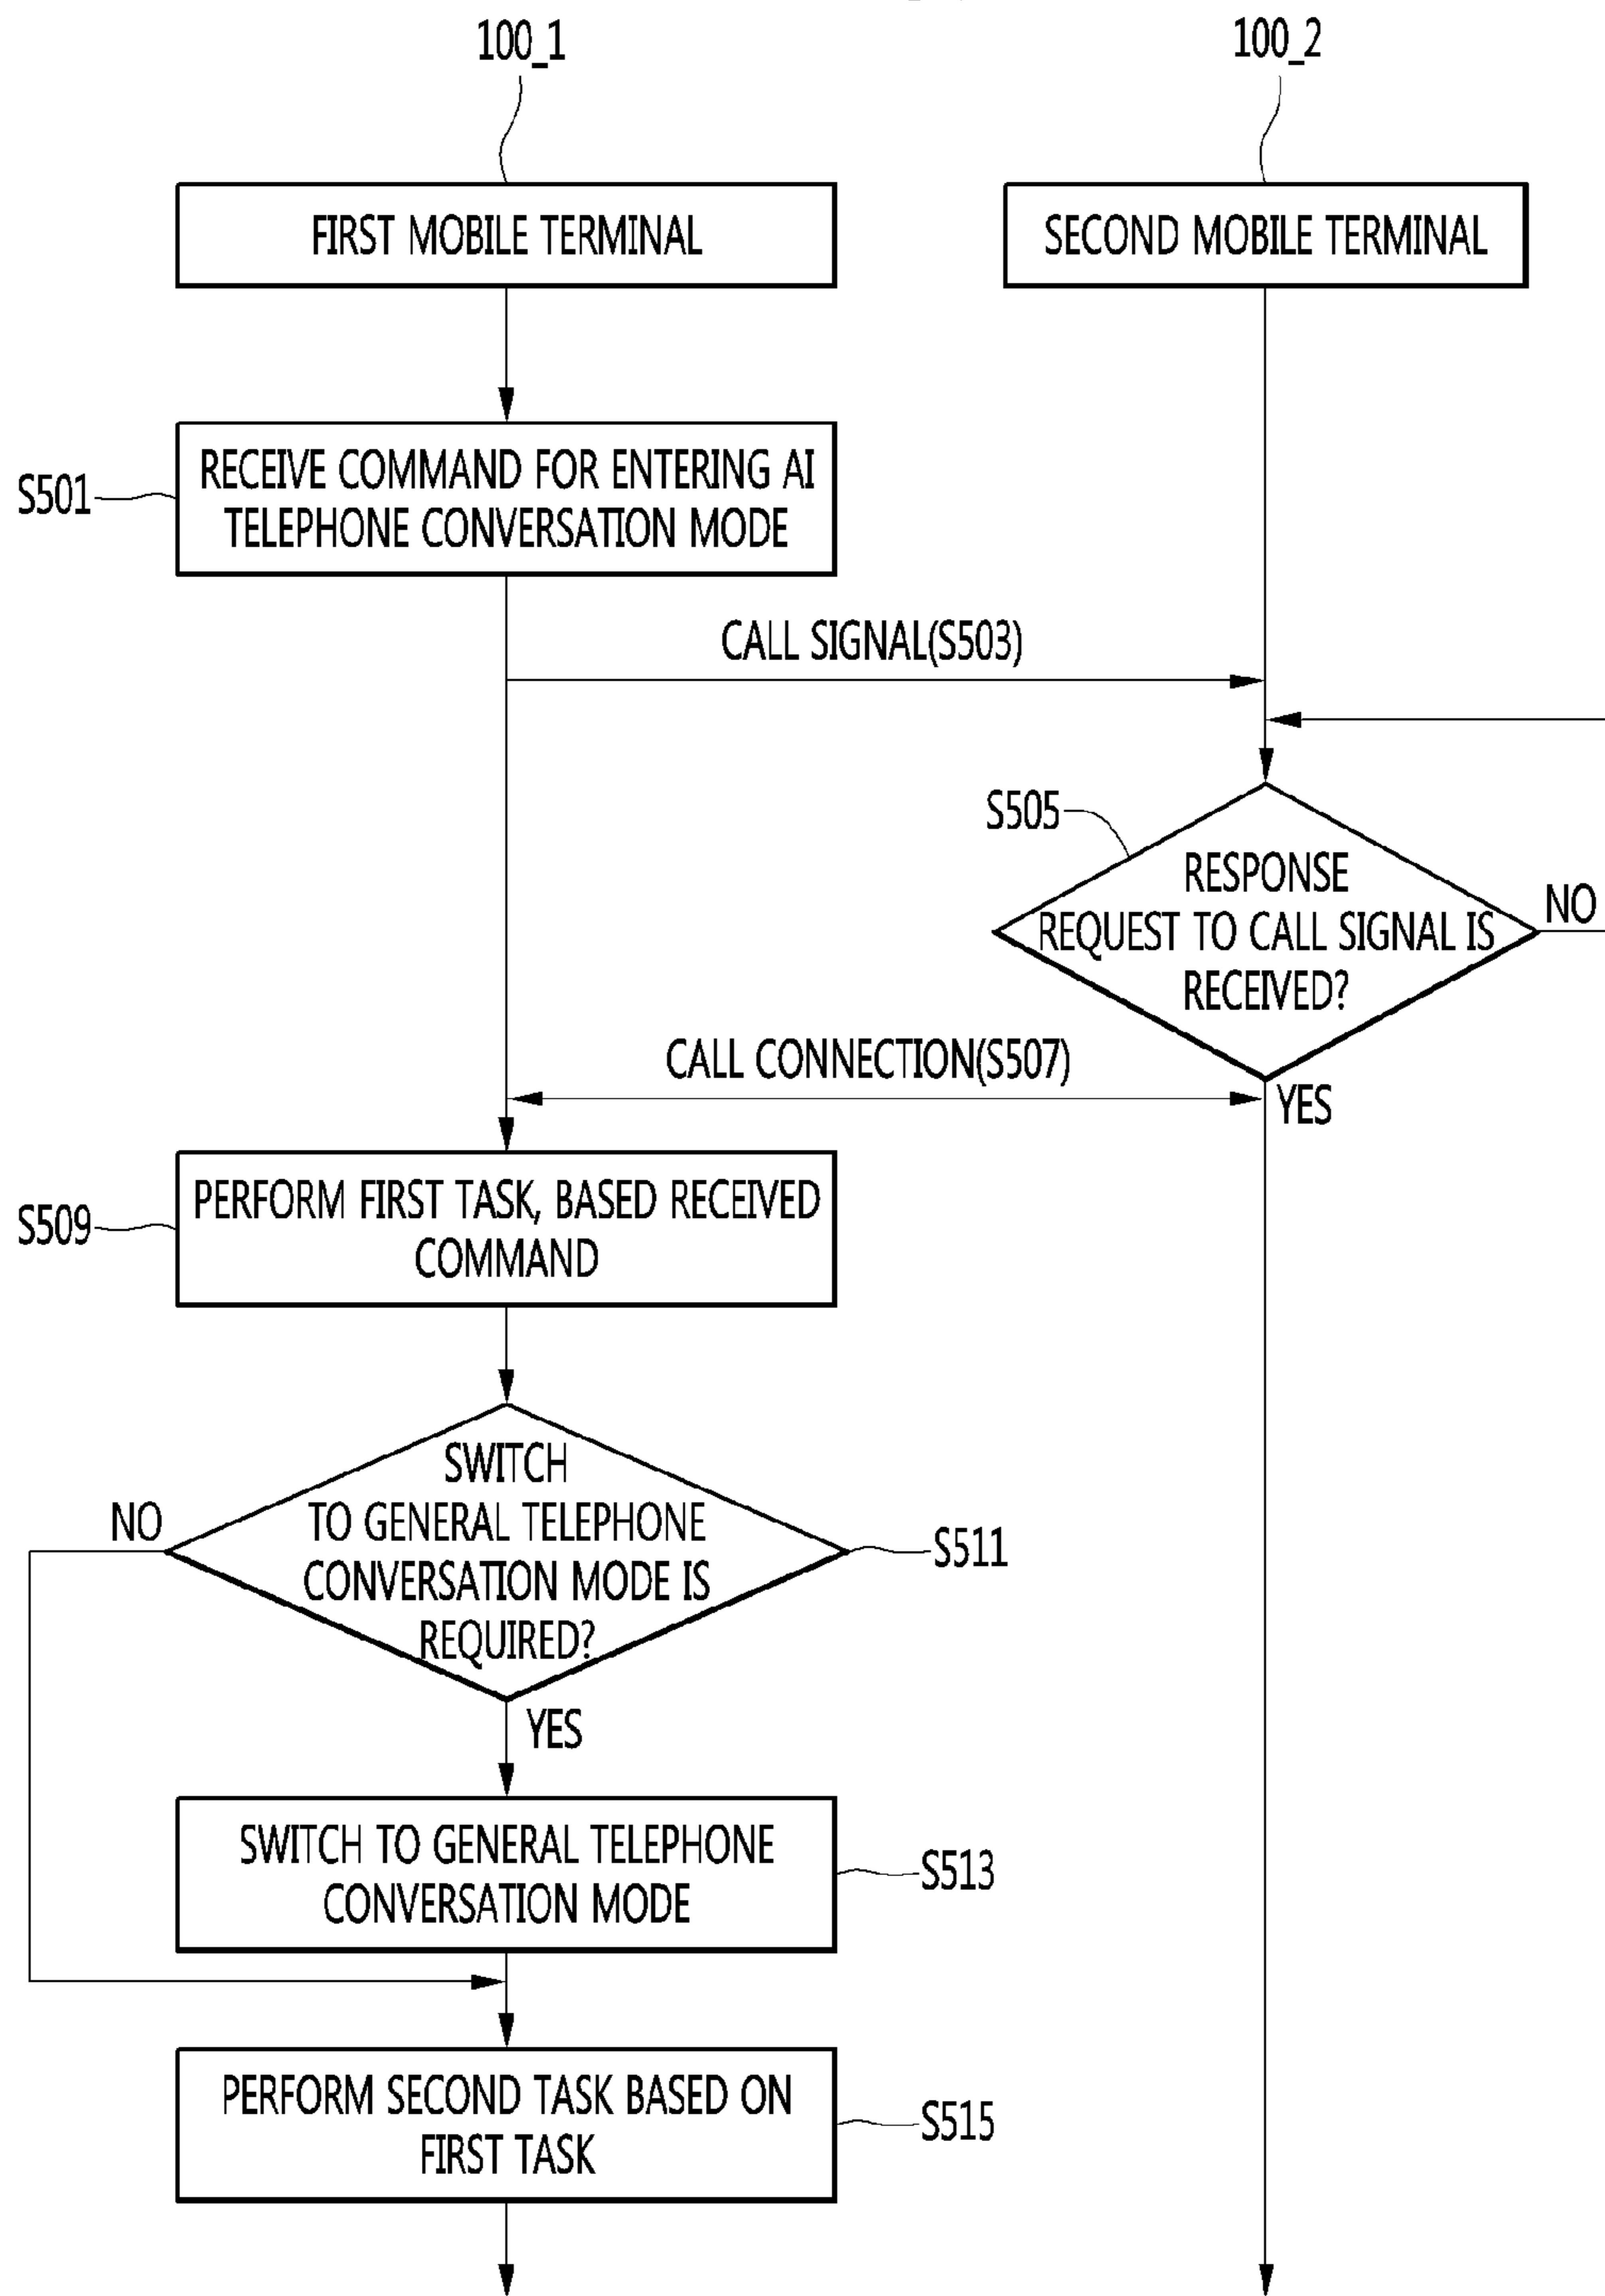 100_1
100_2
FIRST MOBILE TERMINAL
SECOND MOBILE TERMINAL
S501
RECEIVE COMMAND FOR ENTERING AI
TELEPHONE CONVERSATION MODE
CALL SIGNAL(S503)
S505
RESPONSE
REQUEST TO CALL SIGNAL IS
RECEIVED?
NO
CALL CONNECTION(S507)
YES
S509
PERFORM FIRST TASK, BASED RECEIVED
COMMAND
SWITCH
TO GENERAL TELEPHONE
CONVERSATION MODE IS
REQUIRED?
NO
S511
YES
SWITCH TO GENERAL TELEPHONE
CONVERSATION MODE
S513
PERFORM SECOND TASK BASED ON
FIRST TASK
S515